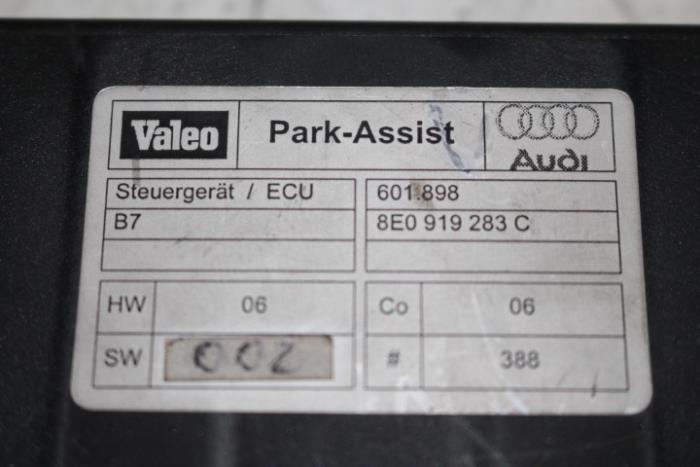 Valeo Park-Assist Audi
Steuergerät / ECU 601.898
B7 8E0 919 283 C
HW 06 Co 06
SW 002 # 388